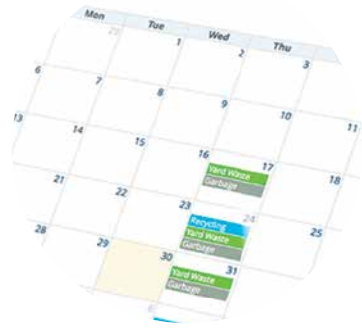 Mon Tue Wed Thu
26 1 2 3
6 7 8 9 10 11
13 14 15 16 17 18
Yard Waste
Garbage
21 22 23 24 25
Recycling
Yard Waste
Garbage
28 29 30 31
Yard Waste
Garbage